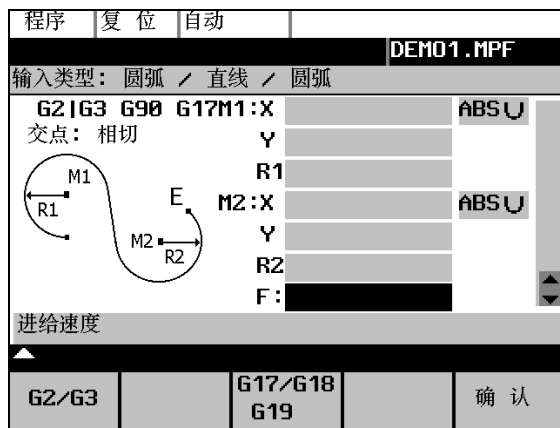 程序 复 位 自动
DEMO1.MPF
输入类型: 圆弧 / 直线 / 圆弧
G2|G3 G90 G17M1:X ABS
交点: 相切 Y
R1
M1
R1
E
M2:X ABS
M2
R2
Y
R2
F:
进给速度
G2/G3 G17/G18 G19 确 认